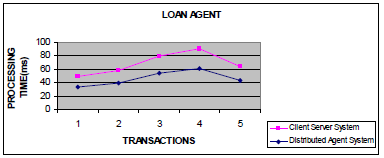 LOAN AGENT
PROCESSING
TIME(ms)
100
80
60
40
20
0
1 2 3 4 5
TRANSACTIONS
Client Server System
Distributed Agent System